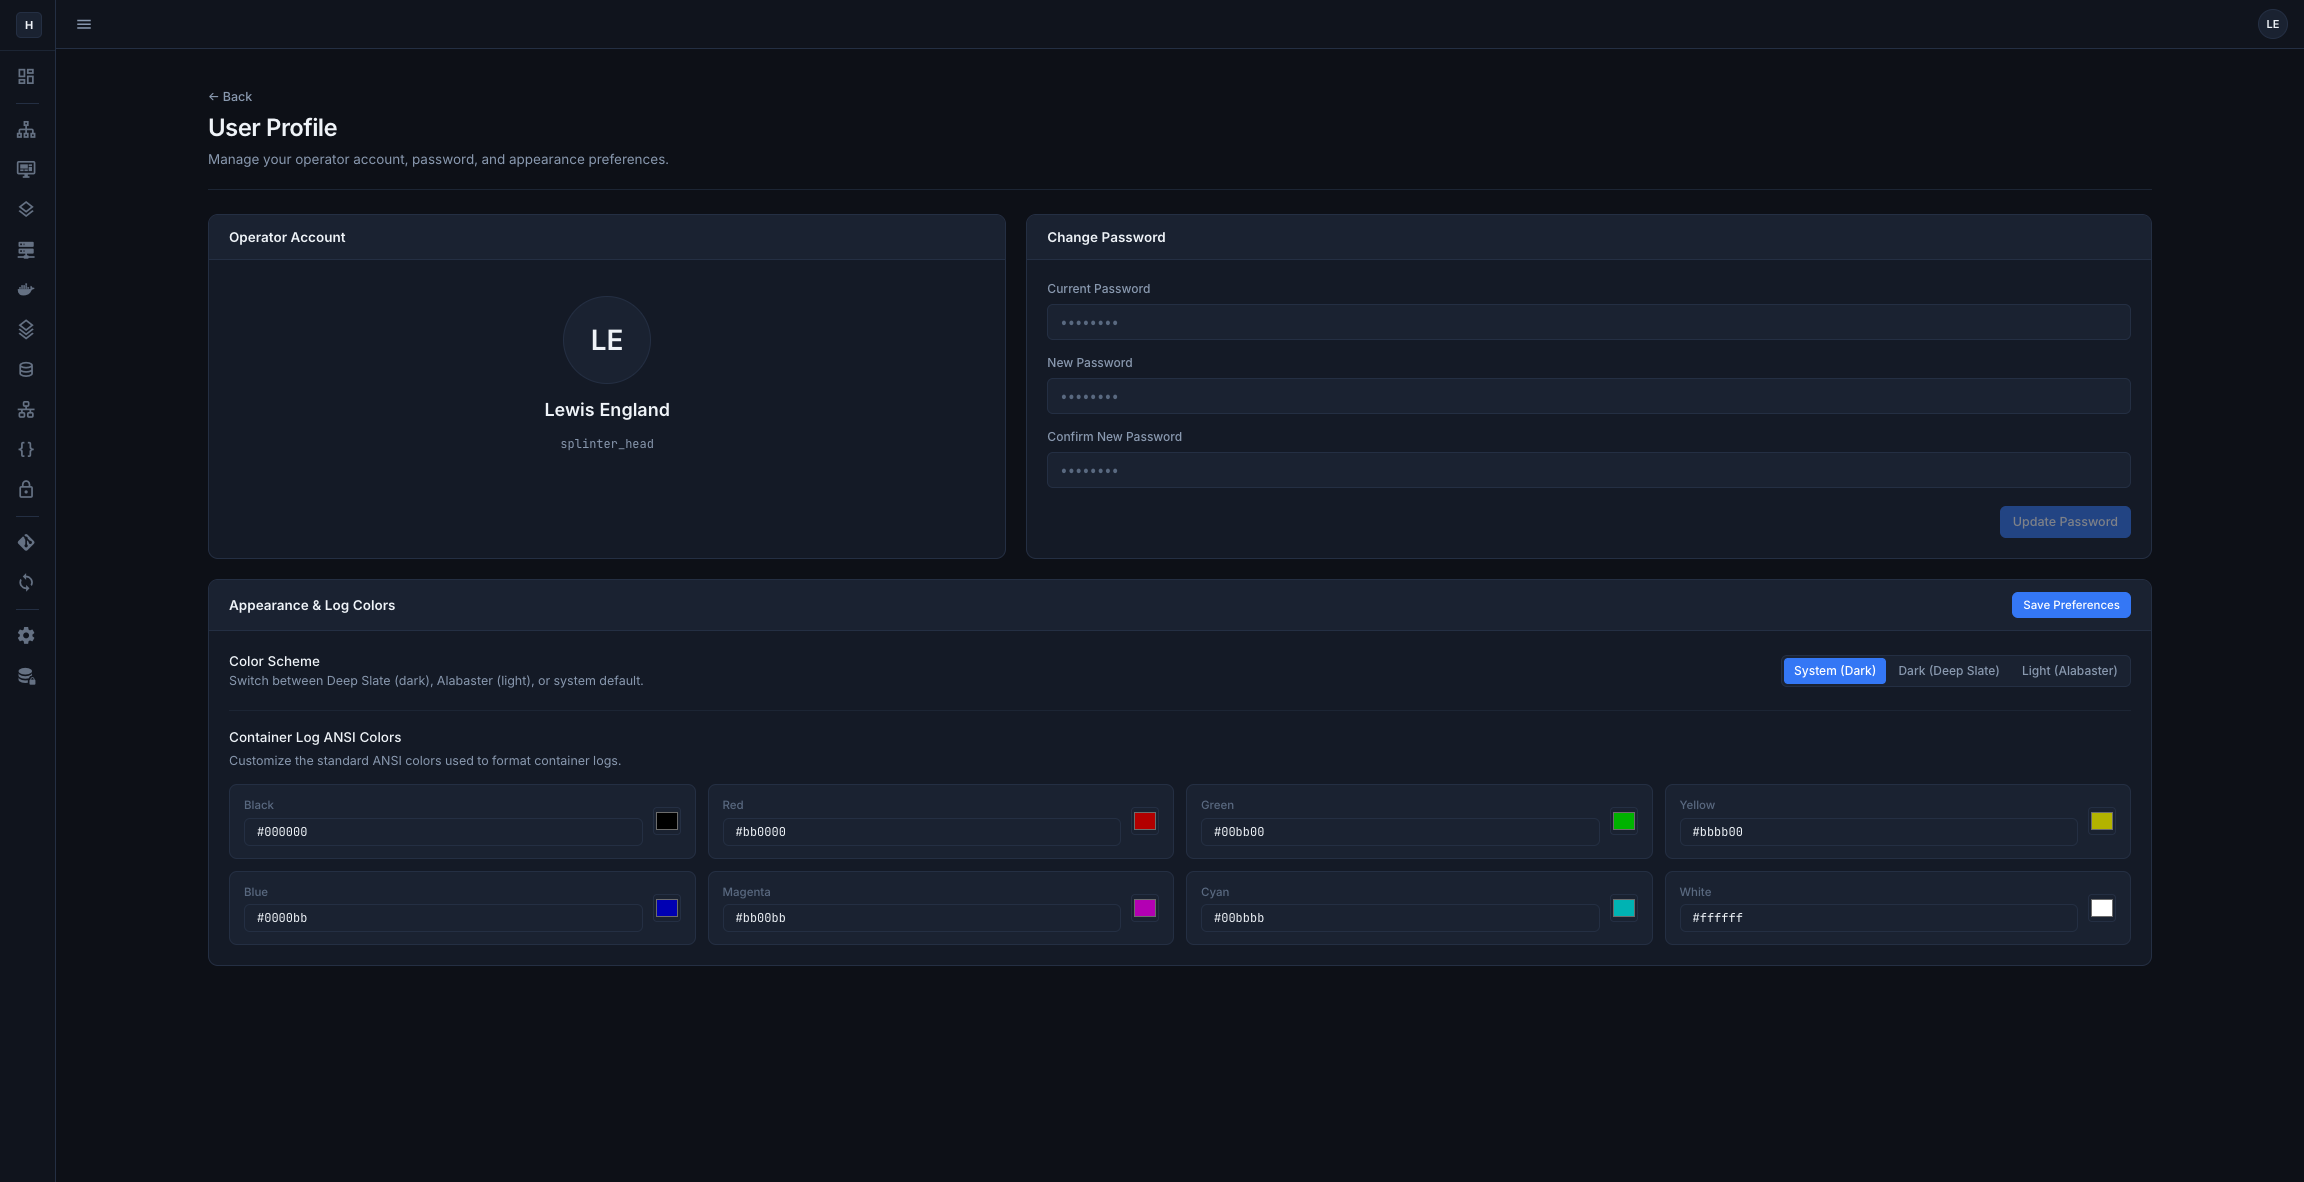 H
LE
← Back
User Profile
Manage your operator account, password, and appearance preferences.
Operator Account
LE
Lewis England
splinter_head
Change Password
Current Password
••••••••
New Password
••••••••
Confirm New Password
••••••••
Update Password
Appearance & Log Colors
Save Preferences
Color Scheme
Switch between Deep Slate (dark), Alabaster (light), or system default.
System (Dark) Dark (Deep Slate) Light (Alabaster)
Container Log ANSI Colors
Customize the standard ANSI colors used to format container logs.
Black
#000000
Red
#bb0000
Green
#00bb00
Yellow
#bbbb00
Blue
#0000bb
Magenta
#bb00bb
Cyan
#00bbbb
White
#ffffff